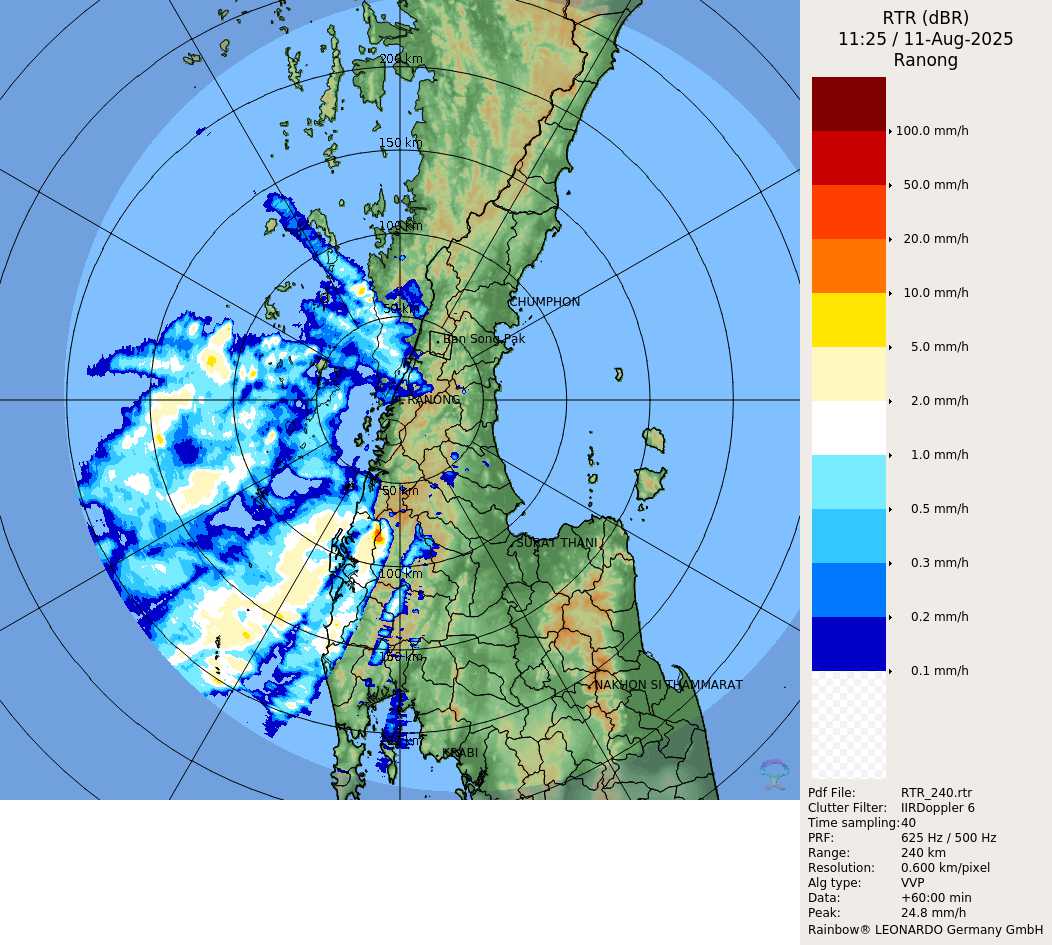 RTR (dBR)
11:25 / 11-Aug-2025
Ranong
100.0 mm/h
50.0 mm/h
20.0 mm/h
10.0 mm/h
5.0 mm/h
2.0 mm/h
1.0 mm/h
0.5 mm/h
0.3 mm/h
0.2 mm/h
0.1 mm/h
200 km
150 km
100 km
50 km
CHUMPHON
Ban Song Pak
RANONG
50 km
SURAT THANI
100 km
150 km
NAKHON SI THAMMARAT
KRABI
Pdf File: RTR_240.rtr
Clutter Filter: IIRDoppler 6
Time sampling: 40
PRF: 625 Hz / 500 Hz
Range: 240 km
Resolution: 0.600 km/pixel
Alg type: VVP
Data: +60:00 min
Peak: 24.8 mm/h
Rainbow® LEONARDO Germany GmbH